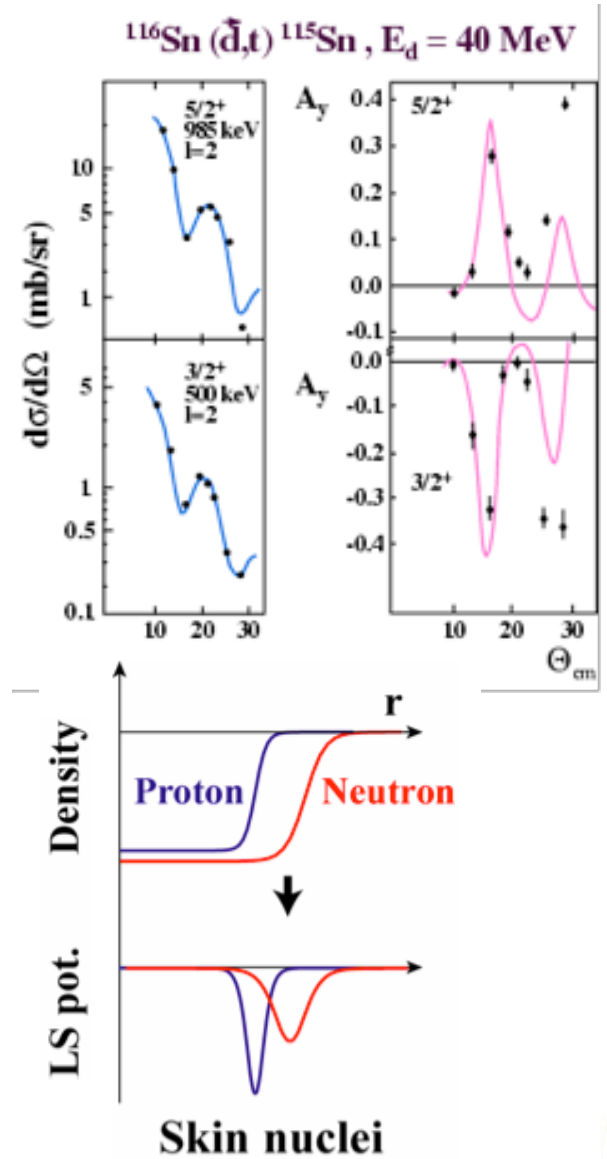 ¹¹⁶Sn (d⃗,t) ¹¹⁵Sn , E_d = 40 MeV
dσ/dΩ (mb/sr)
5/2+
985 keV
l=2
10
5
1
3/2+
500 keV
l=2
5
1
0.5
0.1
10 20 30
A_y
5/2+
0.4
0.3
0.2
0.1
0.0
-0.1
A_y
3/2+
0.0
-0.1
-0.2
-0.3
-0.4
10 20 30
Θcm
r
Density
Proton
Neutron
LS pot.
Skin nuclei